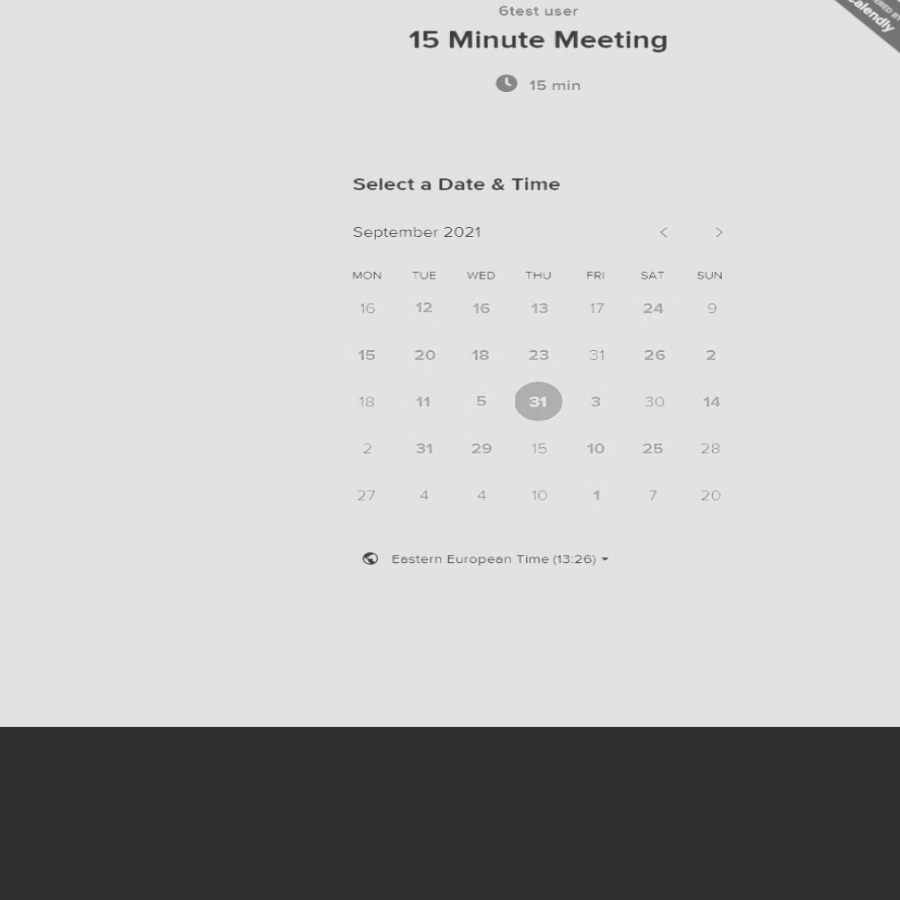 6test user
15 Minute Meeting
15 min
Select a Date & Time
September 2021
MON TUE WED THU FRI SAT SUN
16 12 16 13 17 24 9
15 20 18 23 31 26 2
18 11 5 31 3 30 14
2 31 29 15 10 25 28
27 4 4 10 1 7 20
Eastern European Time (13:26)